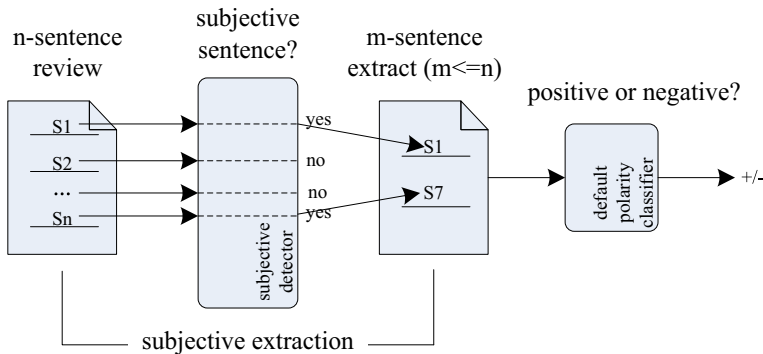 n-sentence
review
S1
S2
...
Sn
subjective
sentence?
subjective
detector
yes
no
no
yes
m-sentence
extract (m<=n)
S1
S7
positive or negative?
default
polarity
classifier
+/-
subjective extraction